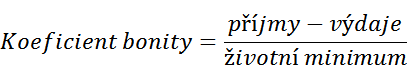 Koeficient bonity = příjmy − výdaje
životní minimum